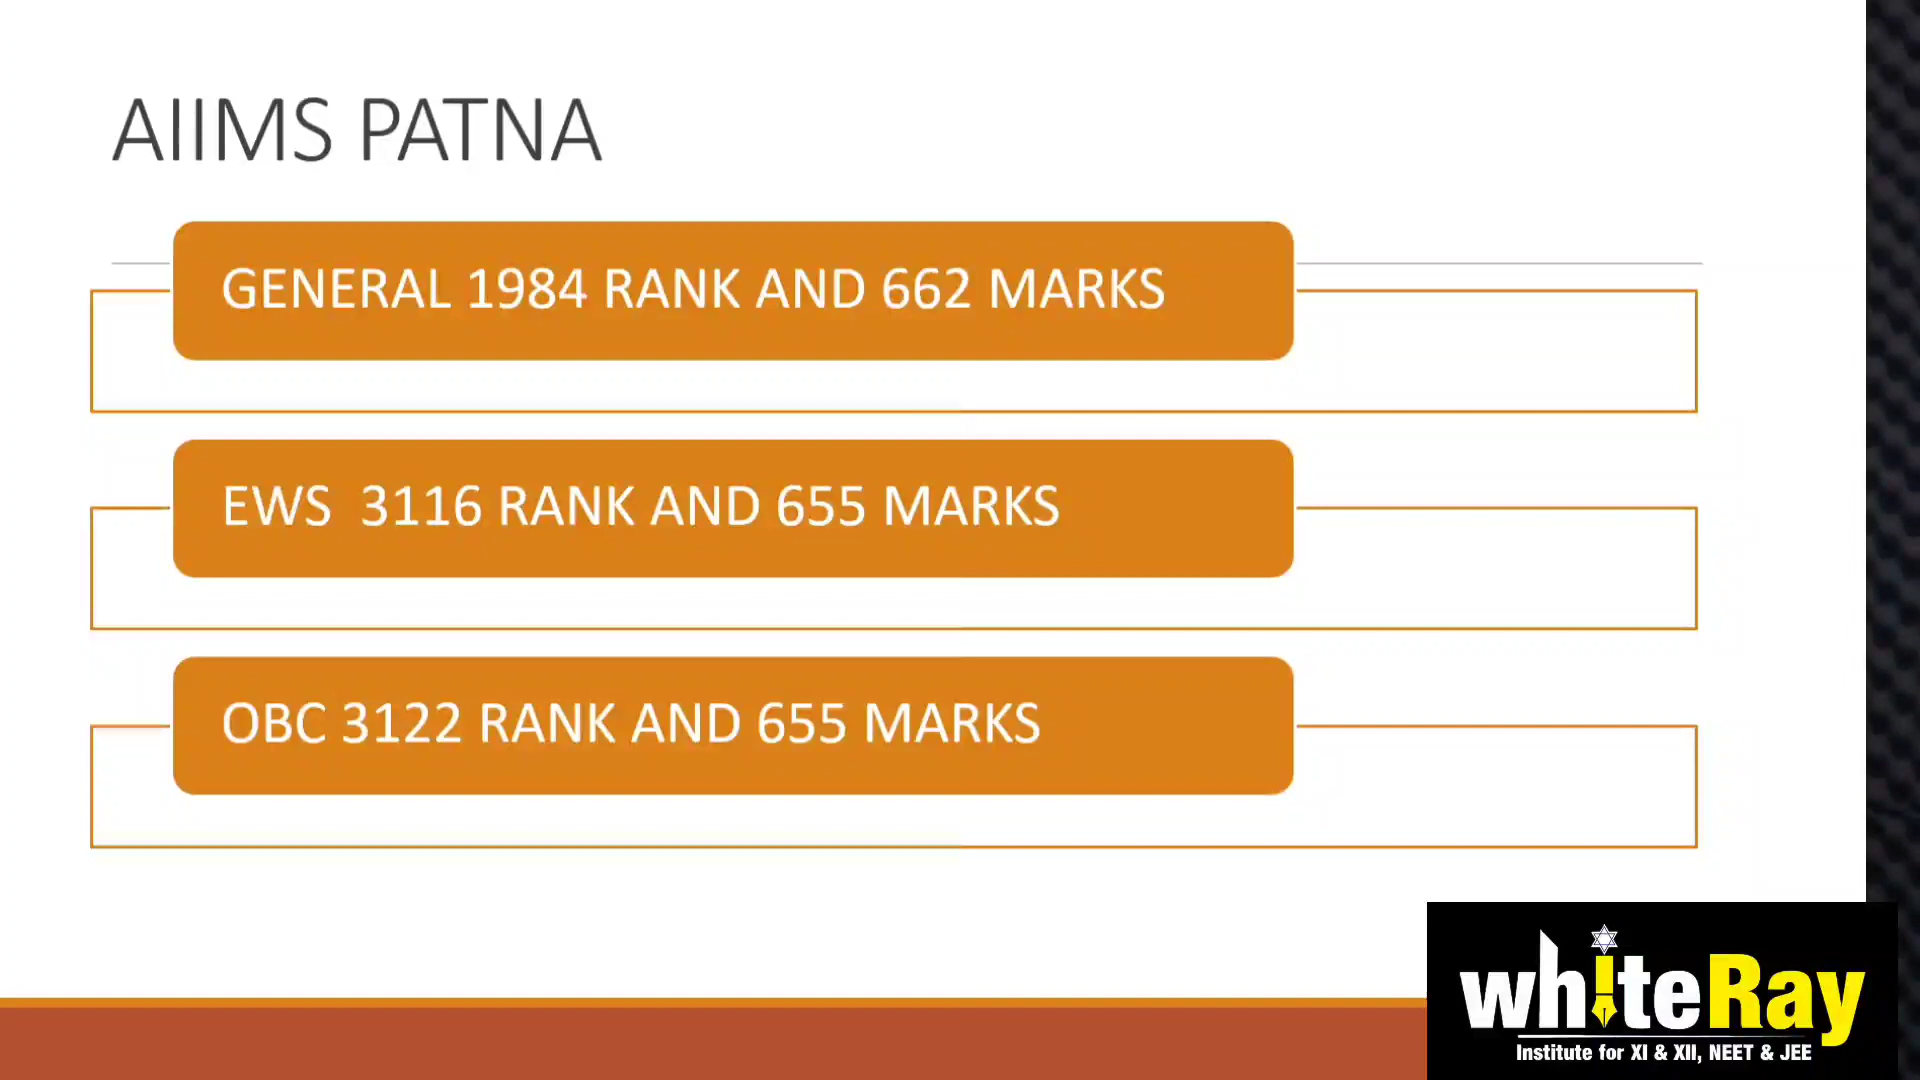 AIIMS PATNA
GENERAL 1984 RANK AND 662 MARKS
EWS  3116 RANK AND 655 MARKS
OBC 3122 RANK AND 655 MARKS
whiteRay
Institute for XI & XII, NEET & JEE